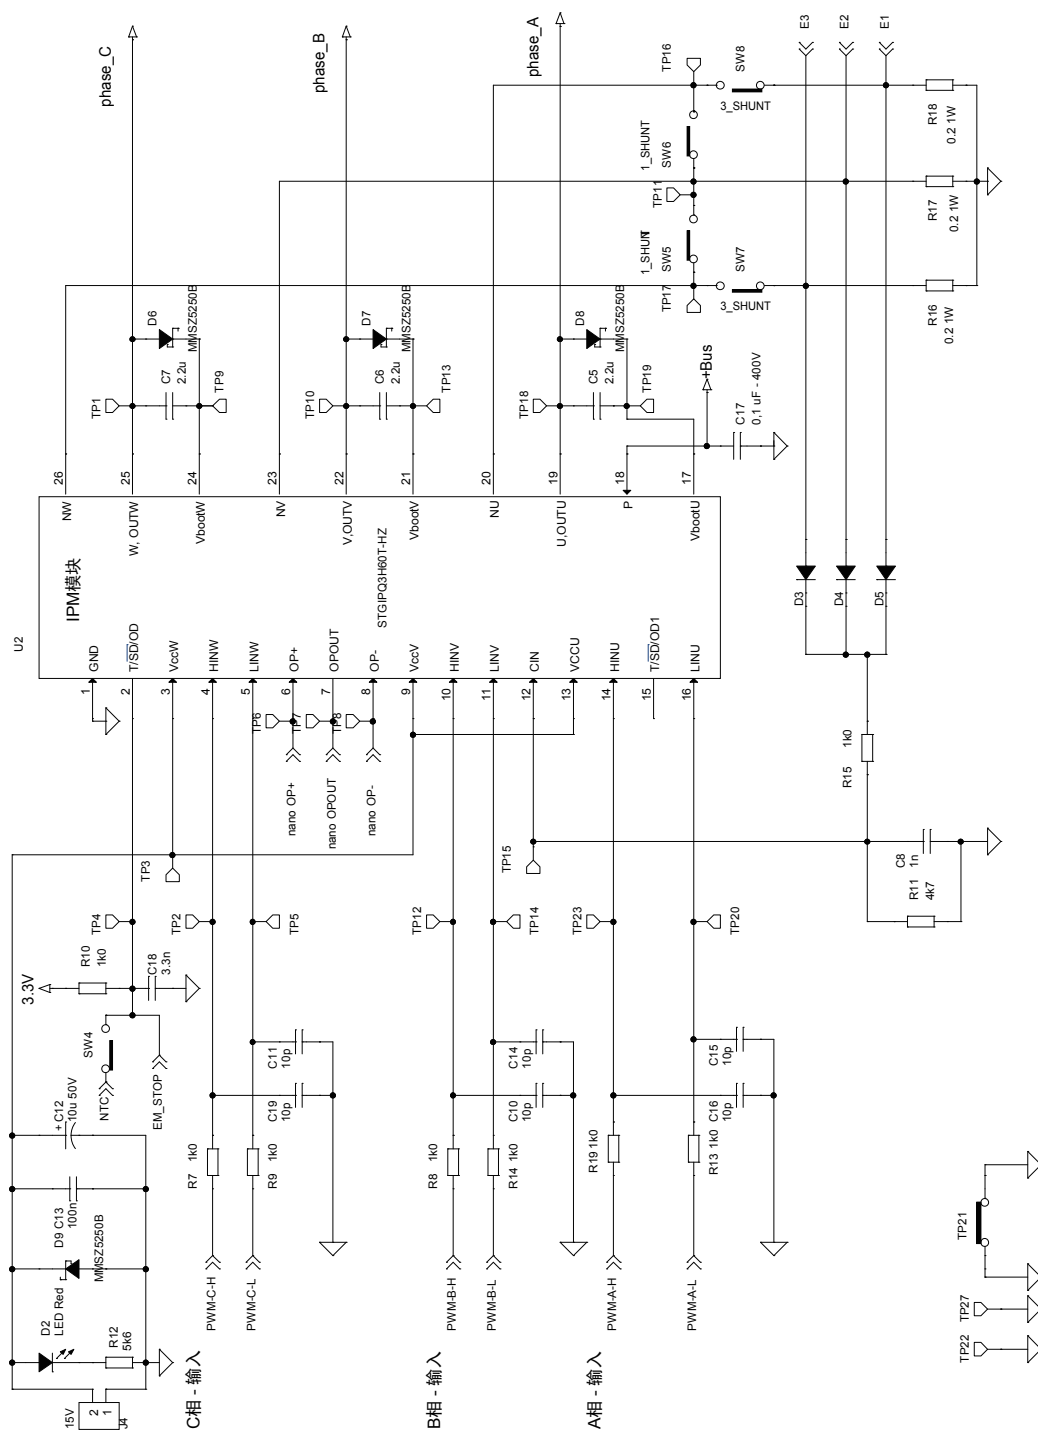 15V
2
1
J4
D2
LED Red
R12
5k6
D9
MMSZ5250B
C13
100n
+
C12
10u 50V
NTC
SW4
EM_STOP
3.3V
R10
1k0
C18
3.3n
TP4
TP3
C相 - 输入
PWM-C-H
PWM-C-L
R7
1k0
R9
1k0
C19
10p
C11
10p
TP2
TP5
nano OP+
nano OPOUT
nano OP-
TP6
TP7
TP8
B相 - 输入
PWM-B-H
PWM-B-L
R8
1k0
R14
1k0
C10
10p
C14
10p
TP12
TP14
TP15
A相 - 输入
PWM-A-H
PWM-A-L
R19
1k0
R13
1k0
C16
10p
C15
10p
TP23
TP20
U2
IPM模块
STGIPQ3H60T-HZ
1
GND
2
T/SD/OD
3
VccW
4
HINW
5
LINW
6
OP+
7
OPOUT
8
OP-
9
VccV
10
HINV
11
LINV
12
CIN
13
VCCU
14
HINU
15
T/SD/OD1
16
LINU
26
NW
25
W, OUTW
24
VbootW
23
NV
22
V,OUTV
21
VbootV
20
NU
19
U,OUTU
18
P
17
VbootU
TP1
C7
2.2u
TP9
D6
MMSZ5250B
phase_C
TP10
C6
2.2u
TP13
D7
MMSZ5250B
phase_B
TP18
C5
2.2u
TP19
D8
MMSZ5250B
phase_A
+Bus
C17
0,1 uF - 400V
TP17
1_SHUNT
SW5
TP11
1_SHUNT
SW6
TP16
SW7
3_SHUNT
SW8
3_SHUNT
E3
E2
E1
R16
0.2 1W
R17
0.2 1W
R18
0.2 1W
D3
D4
D5
R15
1k0
C8
1n
R11
4k7
TP22
TP27
TP21